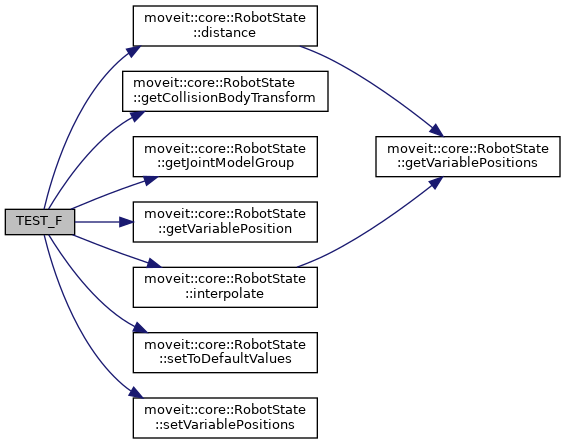 moveit::core::RobotState
::distance
moveit::core::RobotState
::getCollisionBodyTransform
moveit::core::RobotState
::getJointModelGroup
moveit::core::RobotState
::getVariablePositions
TEST_F
moveit::core::RobotState
::getVariablePosition
moveit::core::RobotState
::interpolate
moveit::core::RobotState
::setToDefaultValues
moveit::core::RobotState
::setVariablePositions